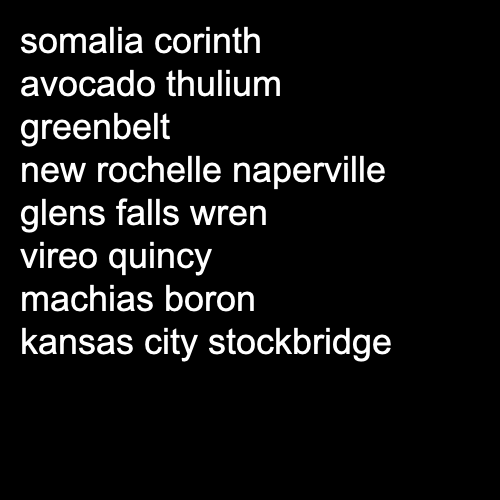 somalia corinth
avocado thulium
greenbelt
new rochelle naperville
glens falls wren
vireo quincy
machias boron
kansas city stockbridge